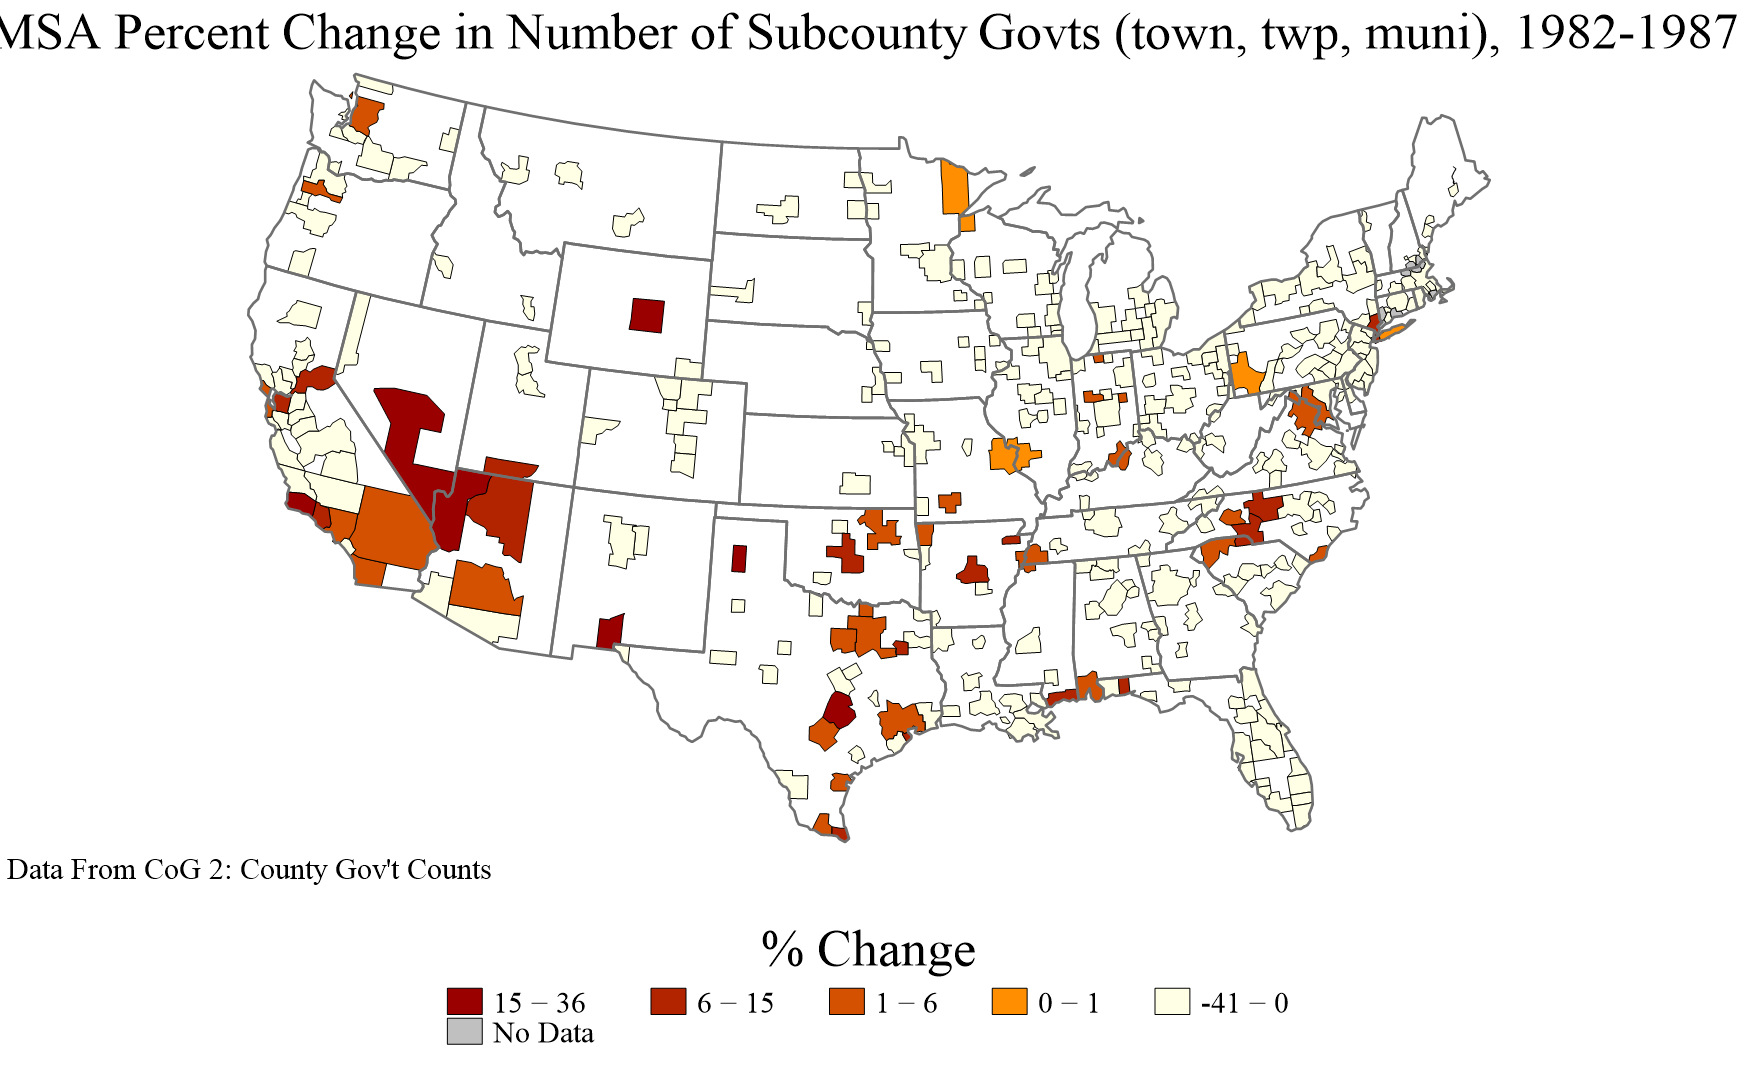 MSA Percent Change in Number of Subcounty Govts (town, twp, muni), 1982-1987
Data From CoG 2: County Gov't Counts
% Change
15 – 36 6 – 15 1 – 6 0 – 1 -41 – 0
No Data